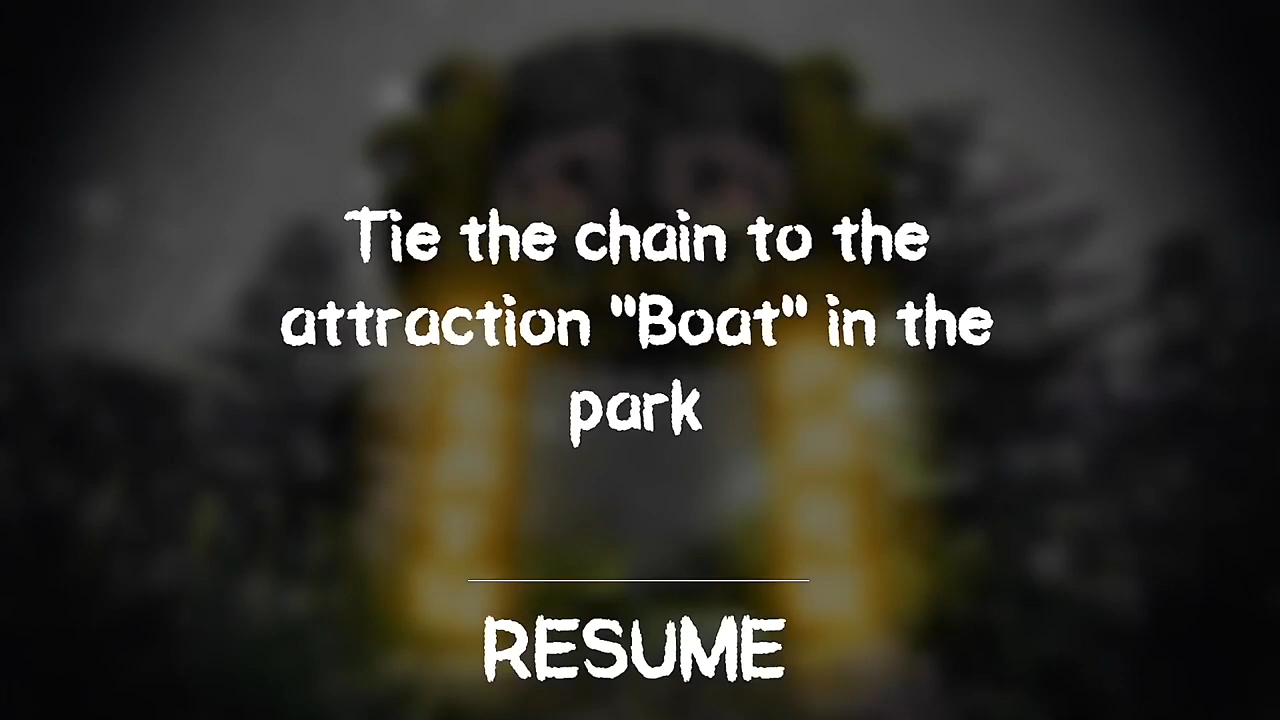 Tie the chain to the
attraction "Boat" in the
park
RESUME